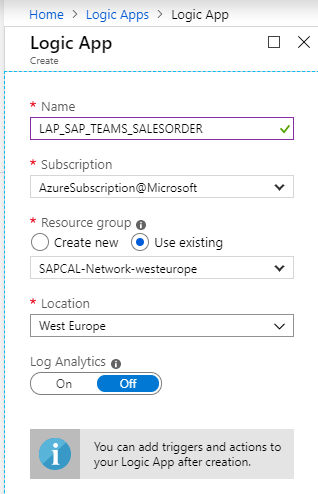 Home > Logic Apps > Logic App
Logic App
Create
* Name
LAP_SAP_TEAMS_SALESORDER
* Subscription
AzureSubscription@Microsoft
* Resource group
Create new Use existing
SAPCAL-Network-westeurope
* Location
West Europe
Log Analytics
On Off
You can add triggers and actions to
your Logic App after creation.